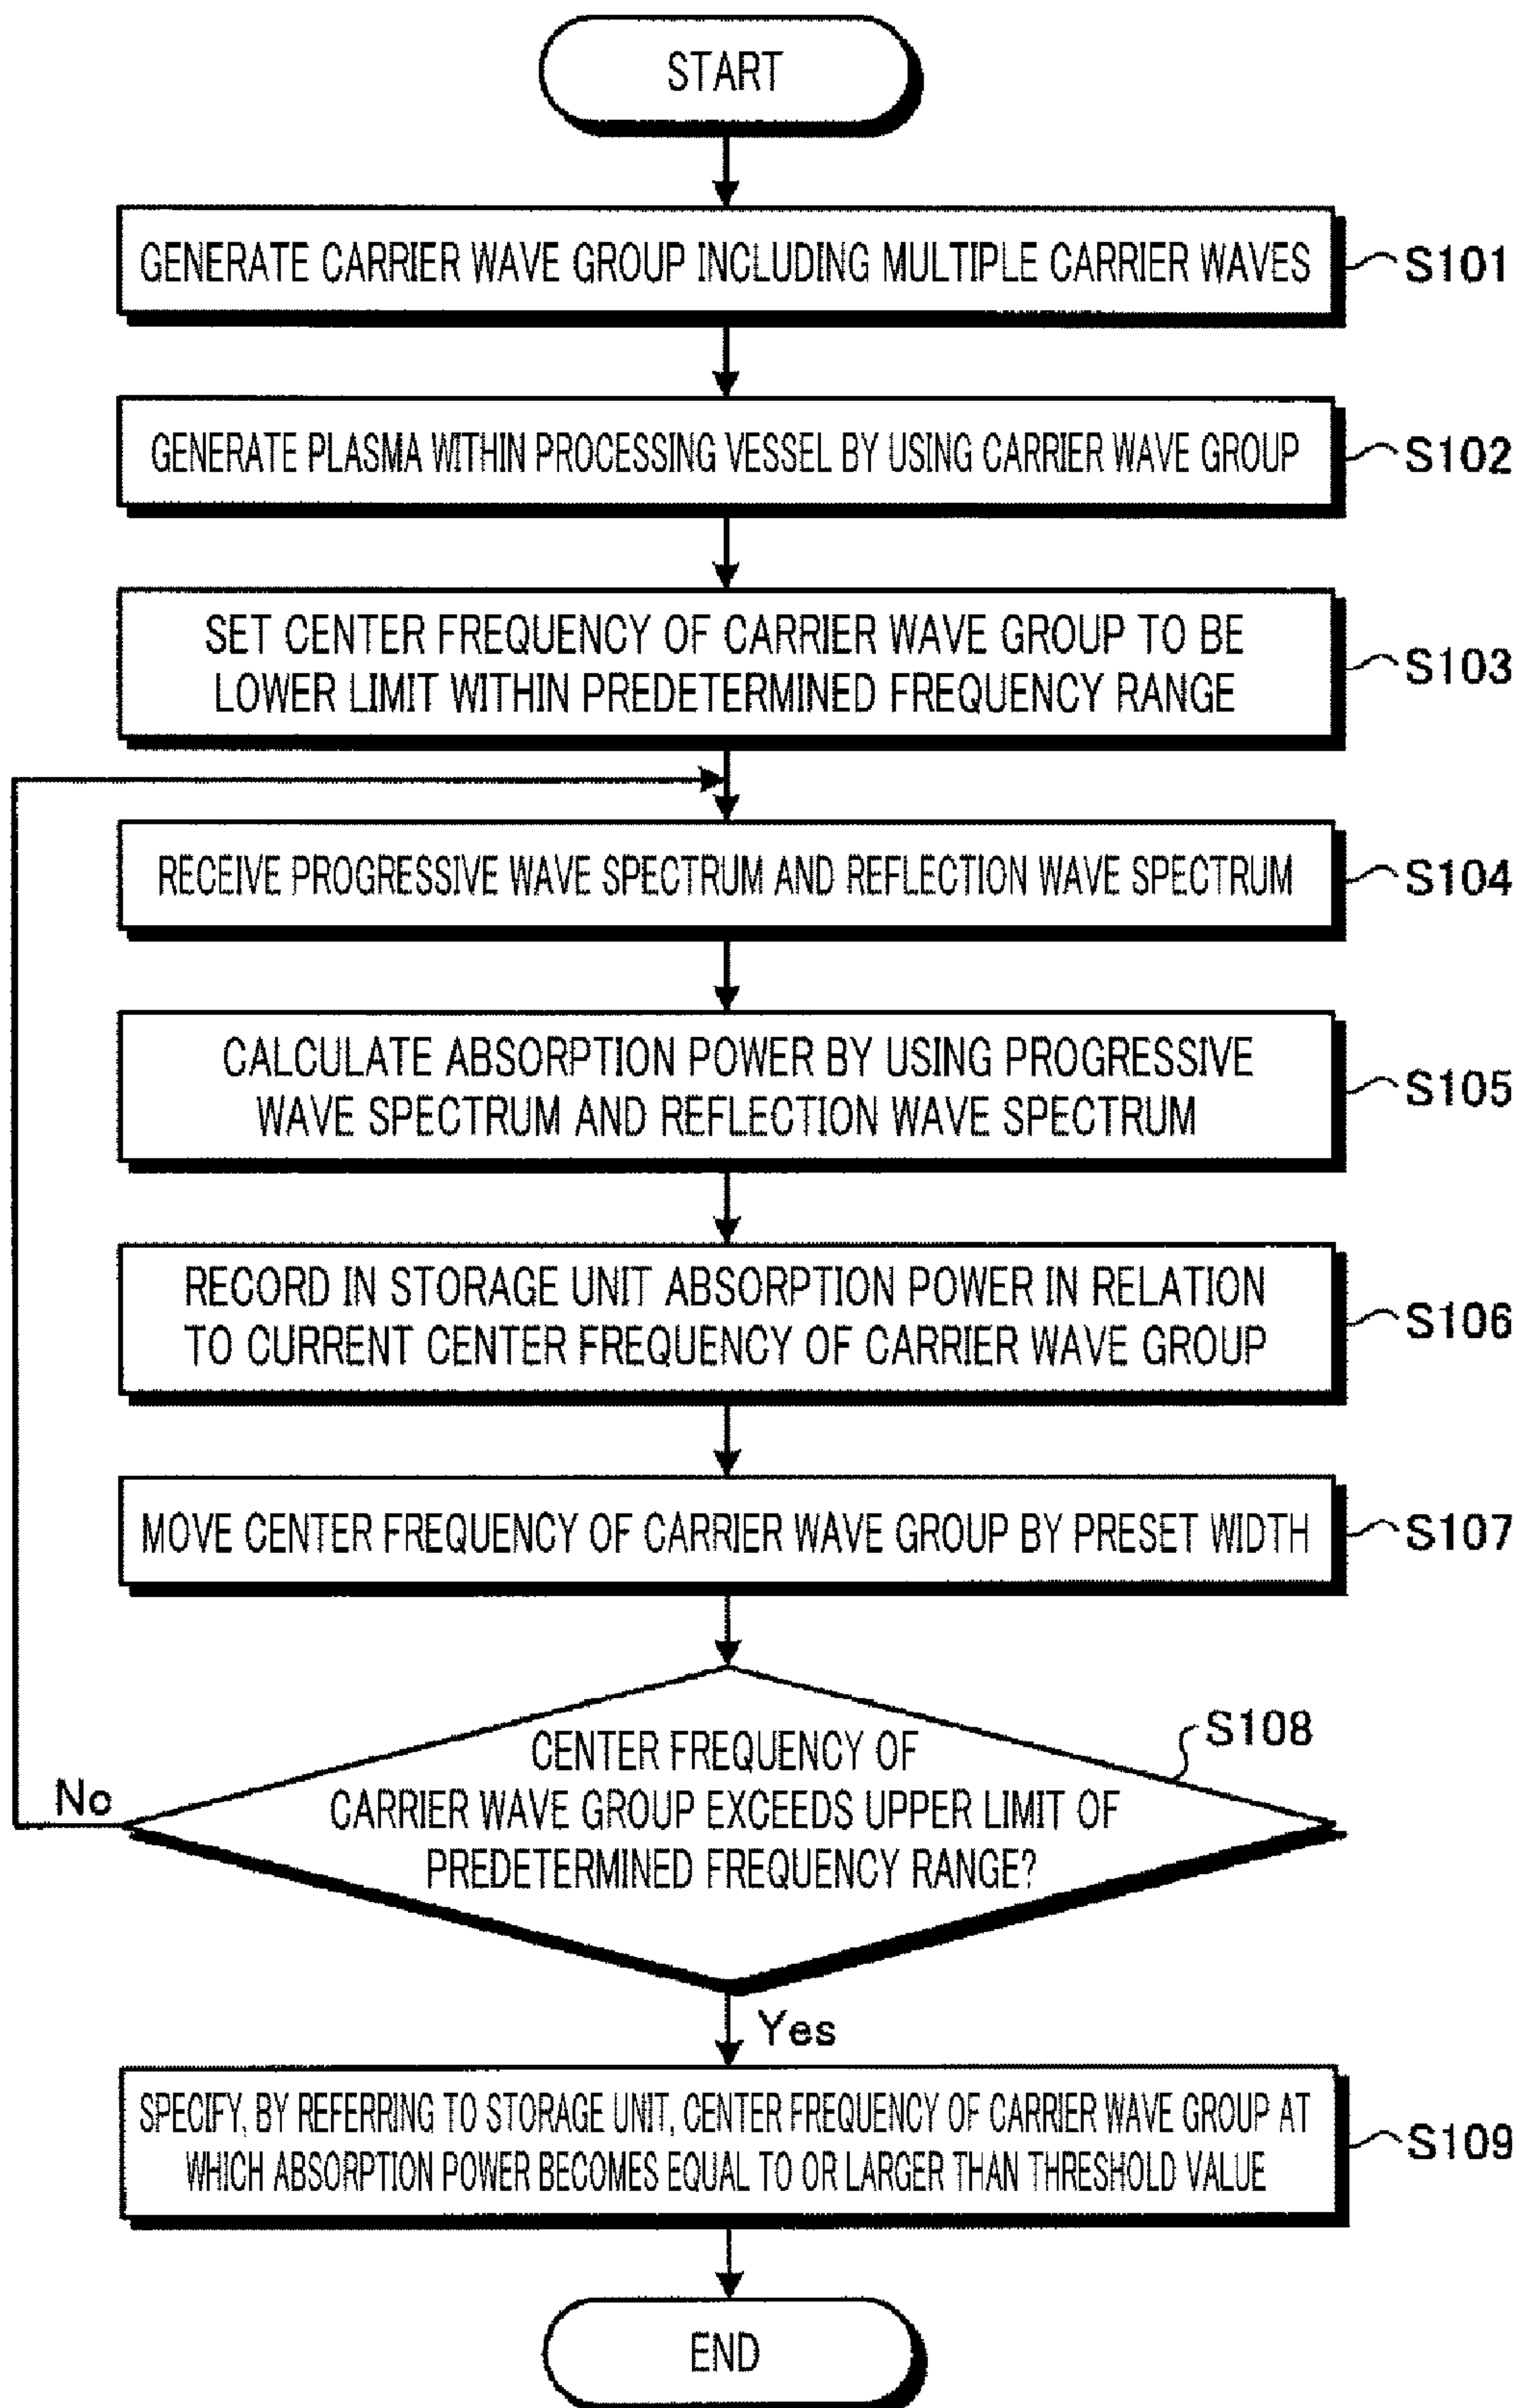 START
GENERATE CARRIER WAVE GROUP INCLUDING MULTIPLE CARRIER WAVES
S101
GENERATE PLASMA WITHIN PROCESSING VESSEL BY USING CARRIER WAVE GROUP
S102
SET CENTER FREQUENCY OF CARRIER WAVE GROUP TO BE
LOWER LIMIT WITHIN PREDETERMINED FREQUENCY RANGE
S103
RECEIVE PROGRESSIVE WAVE SPECTRUM AND REFLECTION WAVE SPECTRUM
S104
CALCULATE ABSORPTION POWER BY USING PROGRESSIVE
WAVE SPECTRUM AND REFLECTION WAVE SPECTRUM
S105
RECORD IN STORAGE UNIT ABSORPTION POWER IN RELATION
TO CURRENT CENTER FREQUENCY OF CARRIER WAVE GROUP
S106
MOVE CENTER FREQUENCY OF CARRIER WAVE GROUP BY PRESET WIDTH
S107
S108
CENTER FREQUENCY OF
CARRIER WAVE GROUP EXCEEDS UPPER LIMIT OF
PREDETERMINED FREQUENCY RANGE?
No
Yes
SPECIFY, BY REFERRING TO STORAGE UNIT, CENTER FREQUENCY OF CARRIER WAVE GROUP AT
WHICH ABSORPTION POWER BECOMES EQUAL TO OR LARGER THAN THRESHOLD VALUE
S109
END